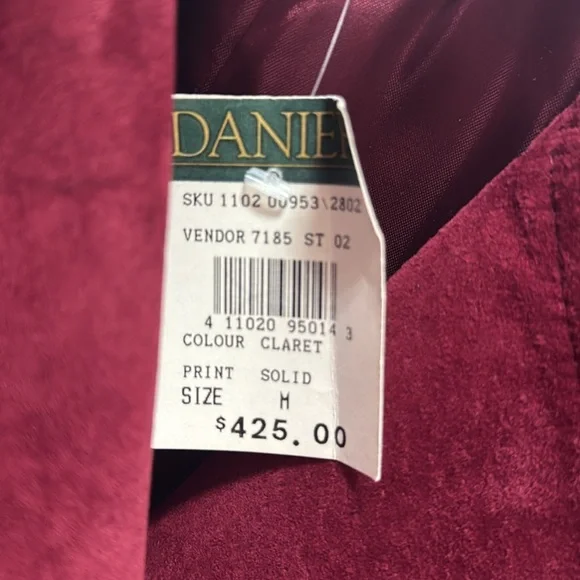 DANIE
SKU 1102 00953\2802
VENDOR 7185 ST 02
4 11020 95014 3
COLOUR CLARET
PRINT SOLID
SIZE M
$425.00